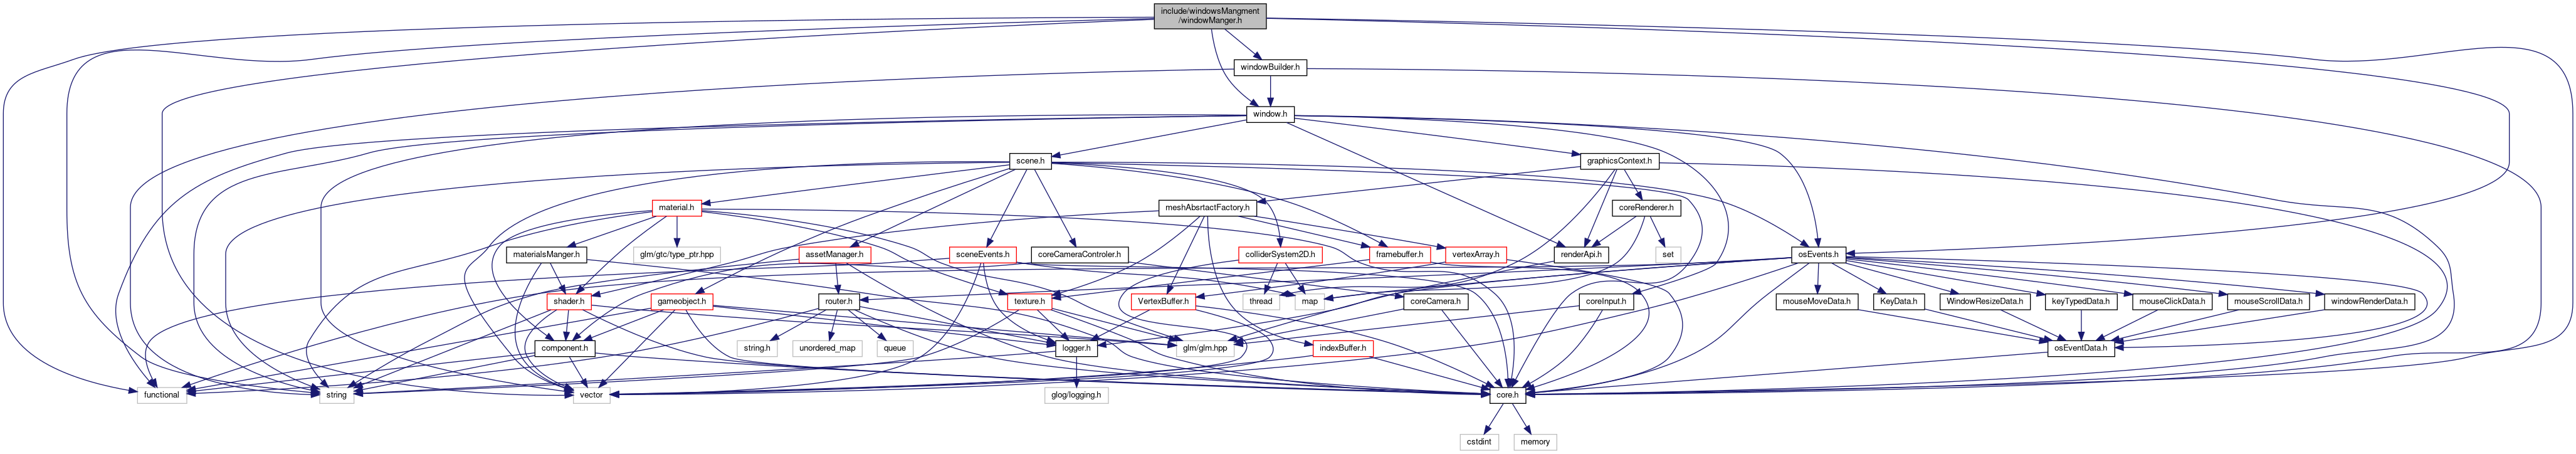 include/windowsMangment
/windowManger.h
windowBuilder.h
window.h
scene.h
graphicsContext.h
material.h
meshAbsrtactFactory.h
coreRenderer.h
materialsManger.h
glm/gtc/type_ptr.hpp
assetManager.h
sceneEvents.h
coreCameraControler.h
colliderSystem2D.h
framebuffer.h
vertexArray.h
renderApi.h
set
osEvents.h
shader.h
gameobject.h
router.h
texture.h
VertexBuffer.h
thread
map
coreCamera.h
coreInput.h
mouseMoveData.h
KeyData.h
WindowResizeData.h
keyTypedData.h
mouseClickData.h
mouseScrollData.h
windowRenderData.h
component.h
string.h
unordered_map
queue
logger.h
glm/glm.hpp
indexBuffer.h
osEventData.h
functional
string
vector
glog/logging.h
core.h
cstdint
memory